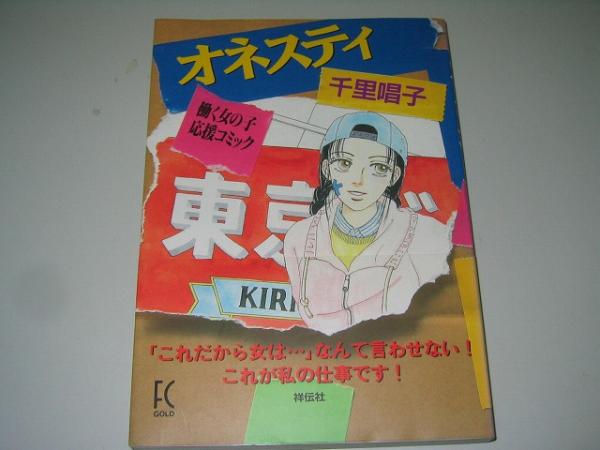 オネスティ
千里唱子
働く女の子
応援コミック
東京
KIRI
「これだから女は…」なんて言わせない!
これが私の仕事です!
FC
GOLD
祥伝社